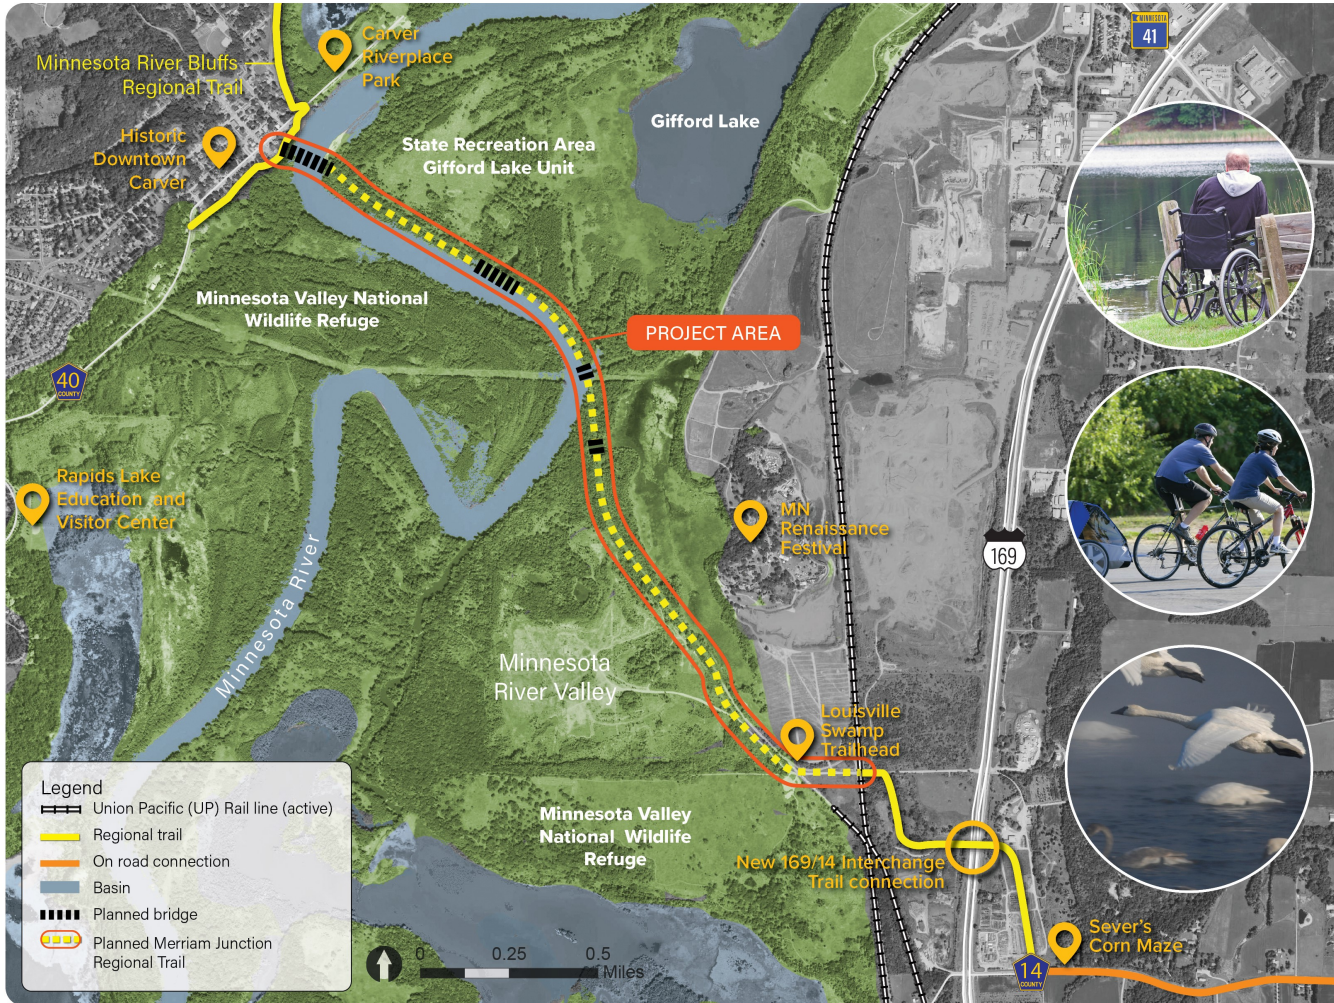 MINNESOTA
41
Carver
Riverplace
Park
Minnesota River Bluffs
Regional Trail
Historic
Downtown
Carver
State Recreation Area
Gifford Lake Unit
Gifford Lake
Minnesota Valley National
Wildlife Refuge
PROJECT AREA
40
COUNTY
Rapids Lake
Education and
Visitor Center
Minnesota River
MN
Renaissance
Festival
169
Minnesota
River Valley
Louisville
Swamp
Trailhead
Minnesota Valley
National Wildlife
Refuge
New 169/14 Interchange
Trail connection
Sever's
Corn Maze
14
COUNTY
Legend
Union Pacific (UP) Rail line (active)
Regional trail
On road connection
Basin
Planned bridge
Planned Merriam Junction
Regional Trail
0 0.25 0.5
Miles